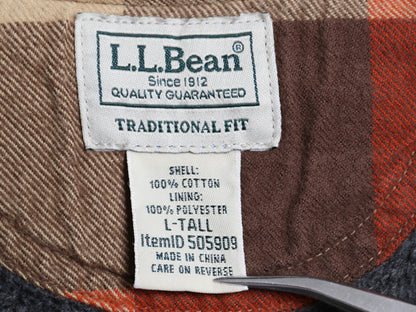 L.L.Bean®
Since 1912
QUALITY GUARANTEED
TRADITIONAL FIT
SHELL:
100% COTTON
LINING:
100% POLYESTER
L-TALL
ItemID 505909
MADE IN CHINA
CARE ON REVERSE